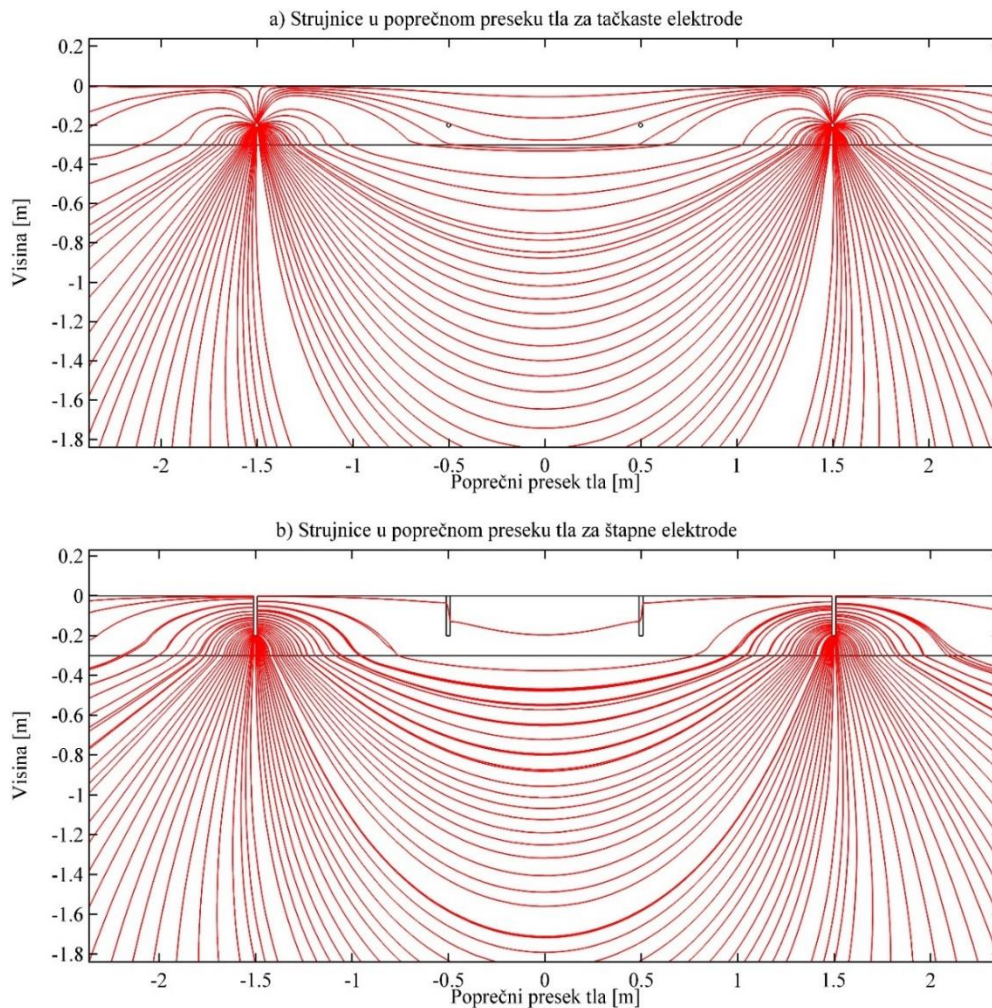 a) Strujnice u poprečnom preseku tla za tačkaste elektrode
0.2
0
-0.2
-0.4
-0.6
-0.8
-1
-1.2
-1.4
-1.6
-1.8
Visina [m]
-2 -1.5 -1 -0.5 0 0.5 1 1.5 2
Poprečni presek tla [m]
b) Strujnice u poprečnom preseku tla za štapne elektrode
0.2
0
-0.2
-0.4
-0.6
-0.8
-1
-1.2
-1.4
-1.6
-1.8
Visina [m]
-2 -1.5 -1 -0.5 0 0.5 1 1.5 2
Poprečni presek tla [m]